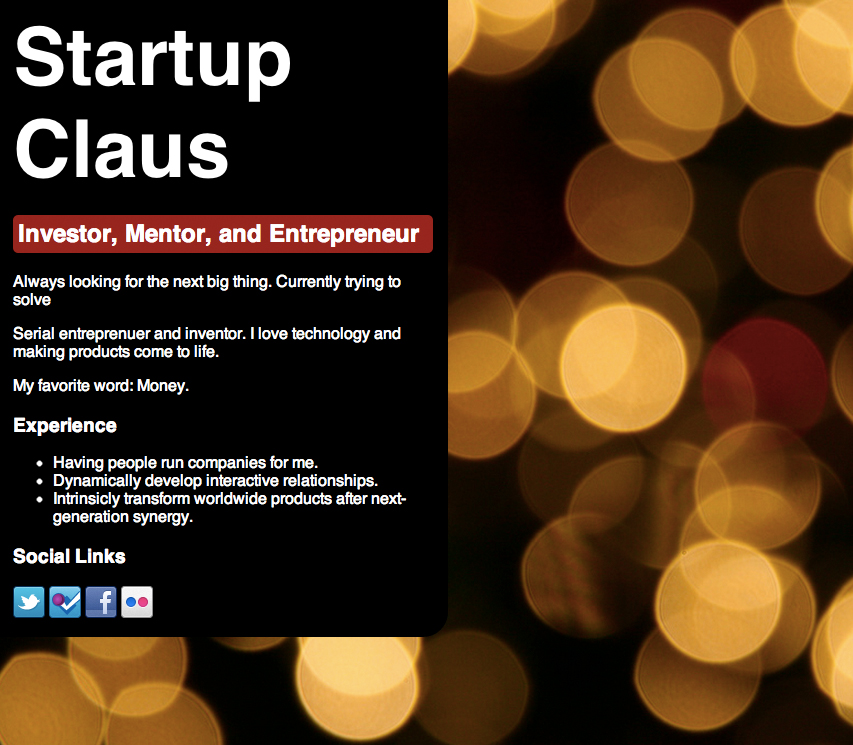 Startup
Claus
Investor, Mentor, and Entrepreneur
Always looking for the next big thing. Currently trying to
solve
Serial entreprenuer and inventor. I love technology and
making products come to life.
My favorite word: Money.
Experience
Having people run companies for me.
Dynamically develop interactive relationships.
Intrinsicly transform worldwide products after next-
generation synergy.
Social Links